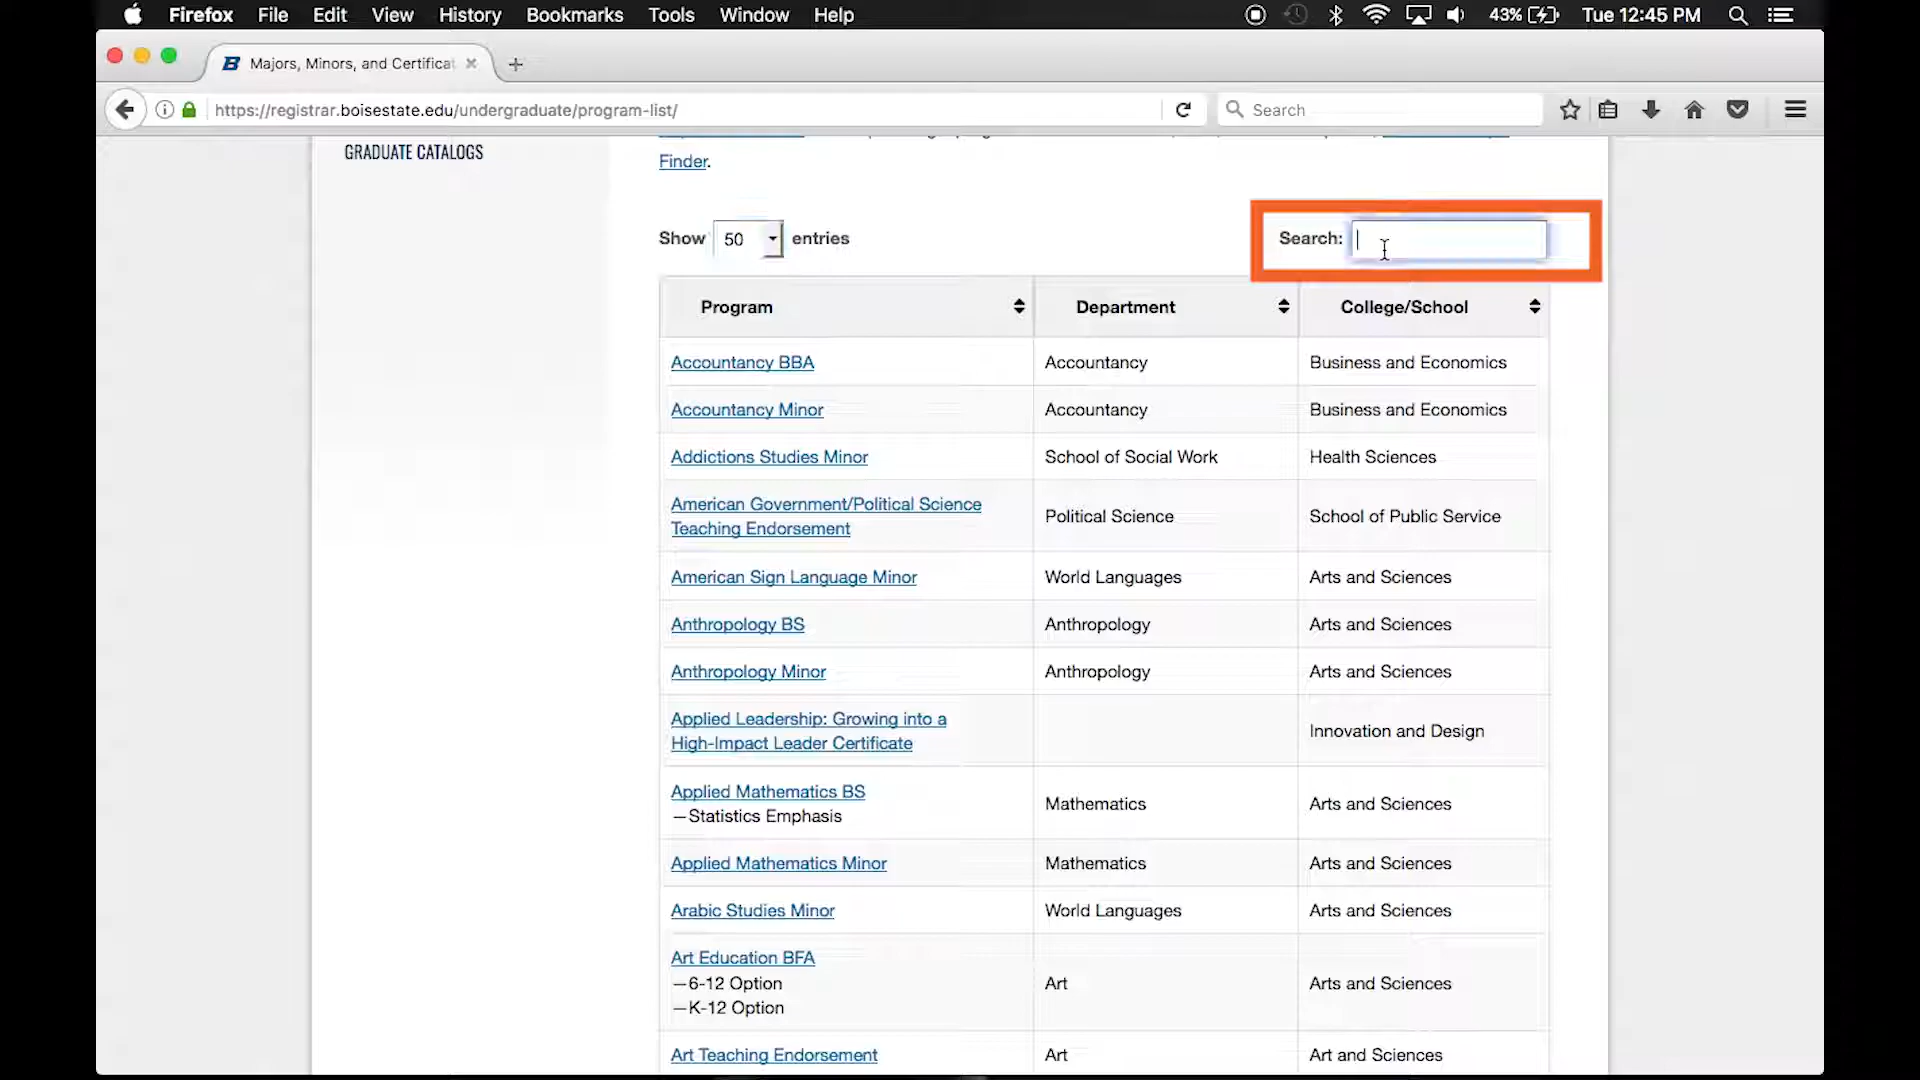 Firefox File Edit View History Bookmarks Tools Window Help 43% Tue 12:45 PM
Majors, Minors, and Certificat
https://registrar.boisestate.edu/undergraduate/program-list/ Search
GRADUATE CATALOGS
Finder.
Show 50 entries Search:
Program Department College/School
Accountancy BBA Accountancy Business and Economics
Accountancy Minor Accountancy Business and Economics
Addictions Studies Minor School of Social Work Health Sciences
American Government/Political Science
Teaching Endorsement Political Science School of Public Service
American Sign Language Minor World Languages Arts and Sciences
Anthropology BS Anthropology Arts and Sciences
Anthropology Minor Anthropology Arts and Sciences
Applied Leadership: Growing into a
High-Impact Leader Certificate Innovation and Design
Applied Mathematics BS
—Statistics Emphasis Mathematics Arts and Sciences
Applied Mathematics Minor Mathematics Arts and Sciences
Arabic Studies Minor World Languages Arts and Sciences
Art Education BFA
—6-12 Option Art Arts and Sciences
—K-12 Option
Art Teaching Endorsement Art Art and Sciences